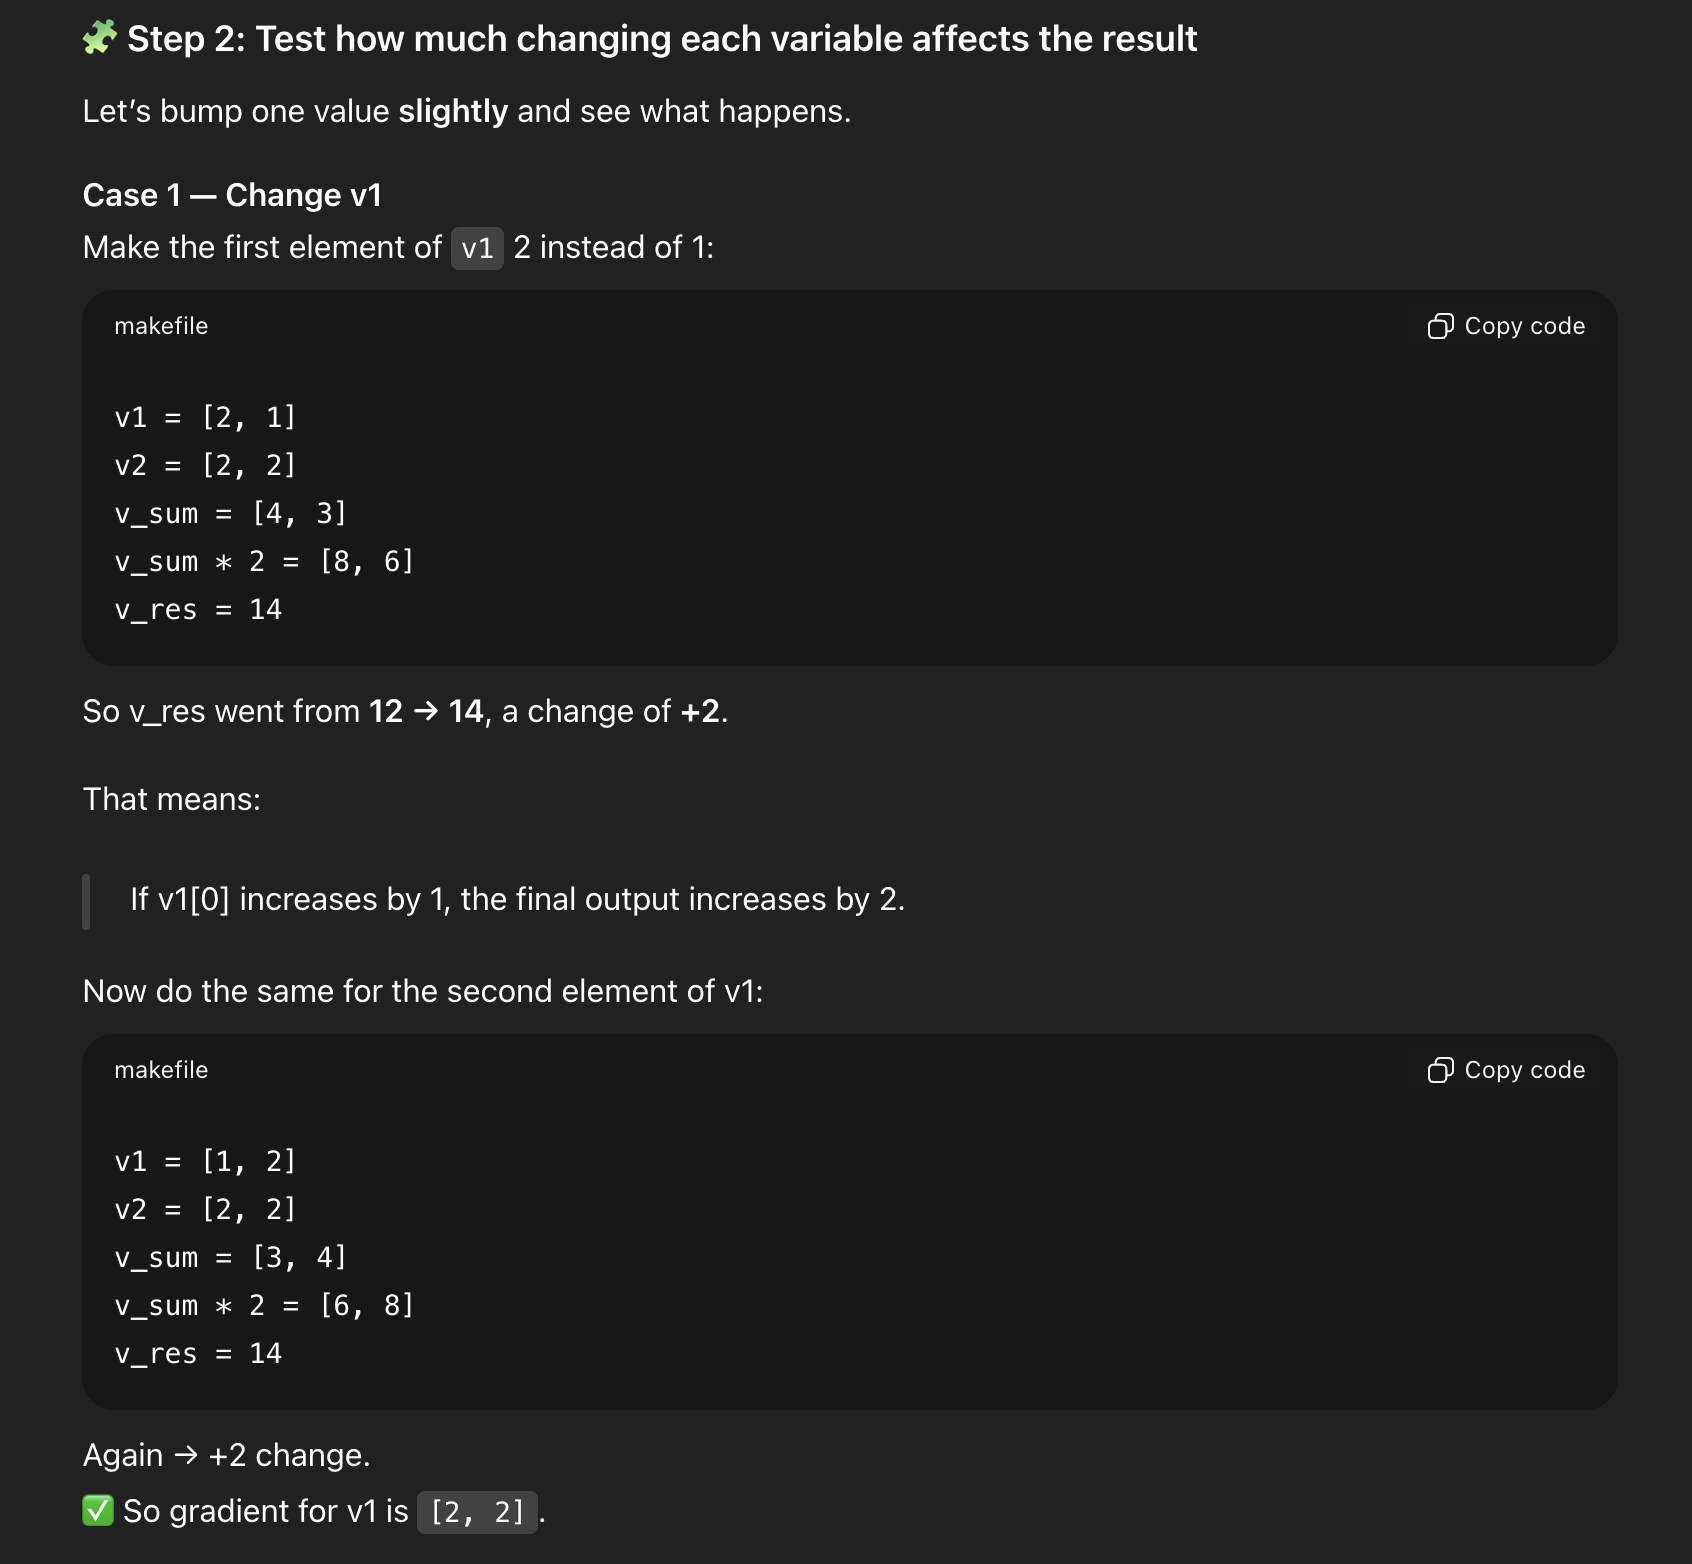 🧩 Step 2: Test how much changing each variable affects the result
Let’s bump one value slightly and see what happens.
Case 1 — Change v1
Make the first element of v1 2 instead of 1:
makefile
Copy code
v1 = [2, 1]
v2 = [2, 2]
v_sum = [4, 3]
v_sum * 2 = [8, 6]
v_res = 14
So v_res went from 12 → 14, a change of +2.
That means:
If v1[0] increases by 1, the final output increases by 2.
Now do the same for the second element of v1:
makefile
Copy code
v1 = [1, 2]
v2 = [2, 2]
v_sum = [3, 4]
v_sum * 2 = [6, 8]
v_res = 14
Again → +2 change.
✅ So gradient for v1 is [2, 2].